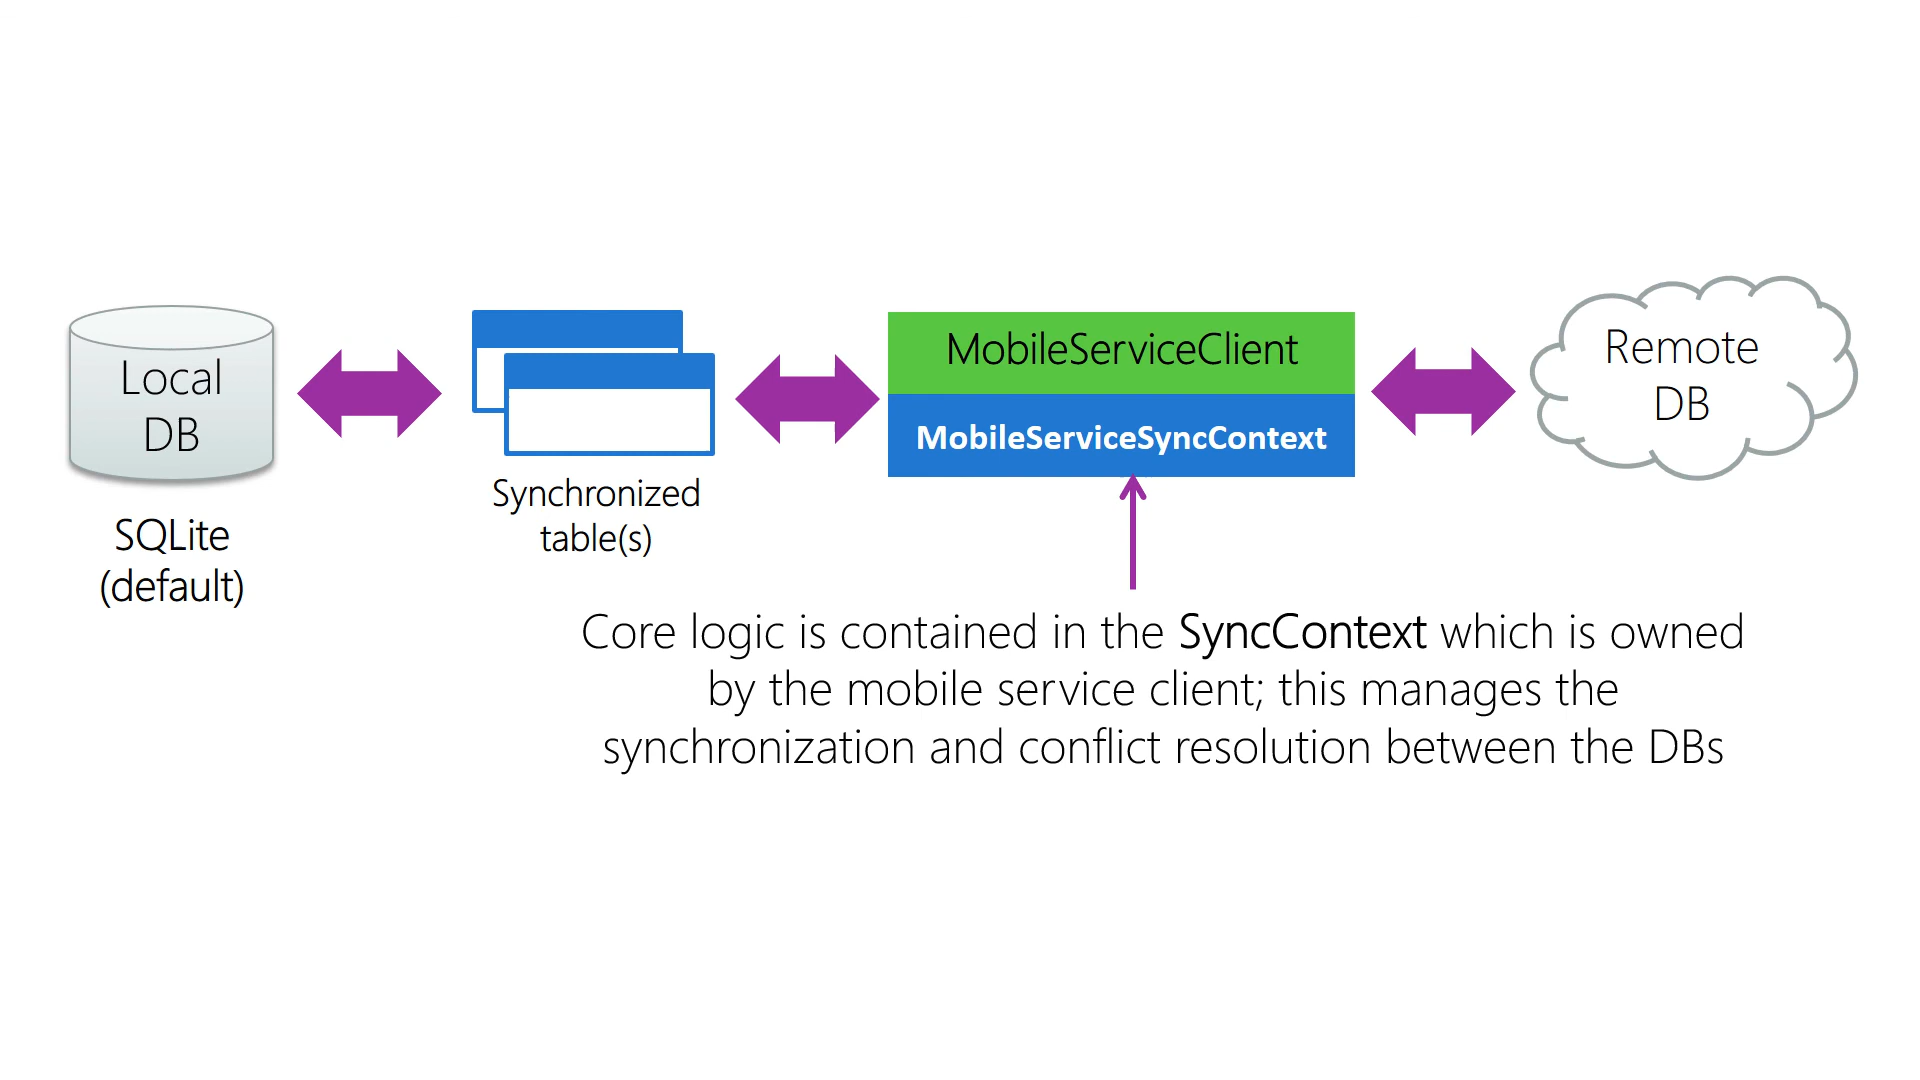 Local
DB
SQLite
(default)
Synchronized
table(s)
MobileServiceClient
MobileServiceSyncContext
Remote
DB
Core logic is contained in the SyncContext which is owned
by the mobile service client; this manages the
synchronization and conflict resolution between the DBs